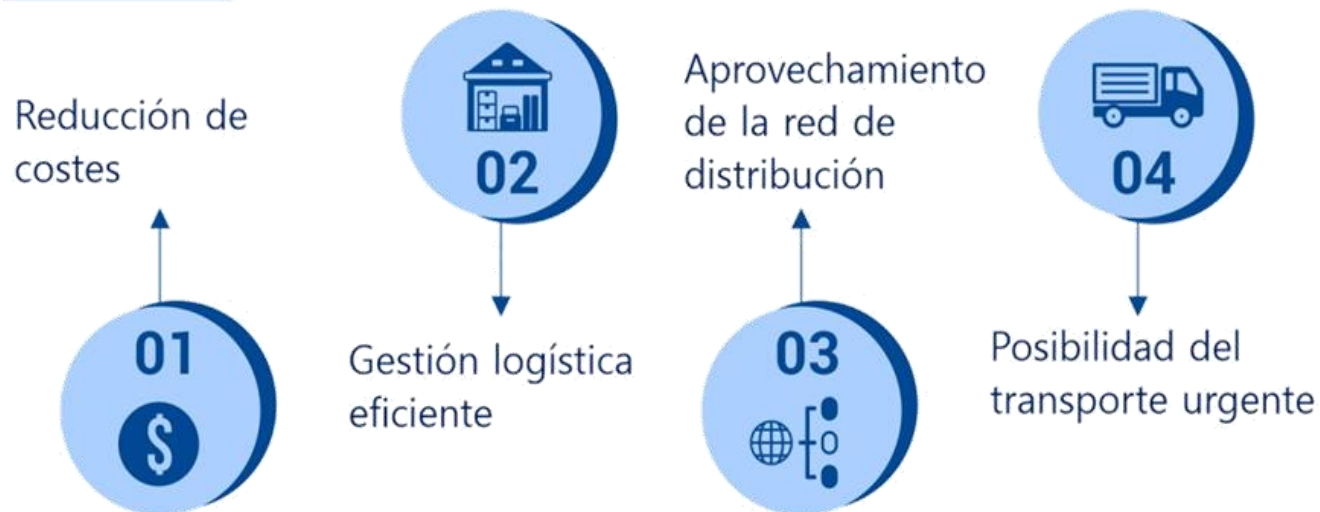 Reducción de
costes
01
$
02
Gestión logística
eficiente
Aprovechamiento
de la red de
distribución
03
04
Posibilidad del
transporte urgente